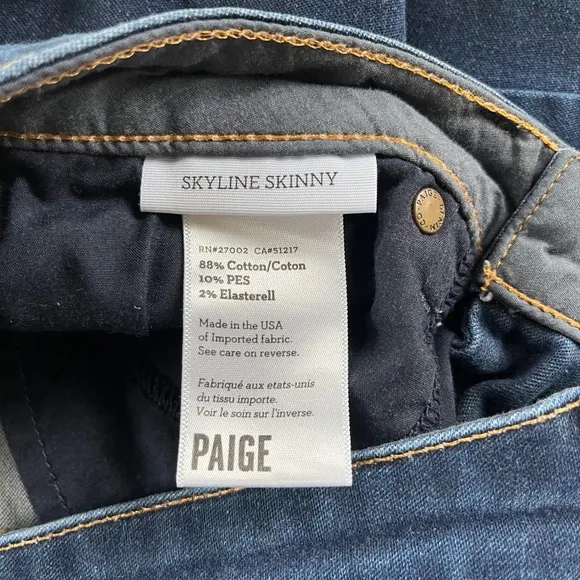 SKYLINE SKINNY
RN#27002 CA#51217
88% Cotton/Coton
10% PES
2% Elasterell
Made in the USA
of Imported fabric.
See care on reverse.
Fabriqué aux etats-unis
du tissu importe.
Voir le soin sur l'inverse.
PAIGE
PAIGE